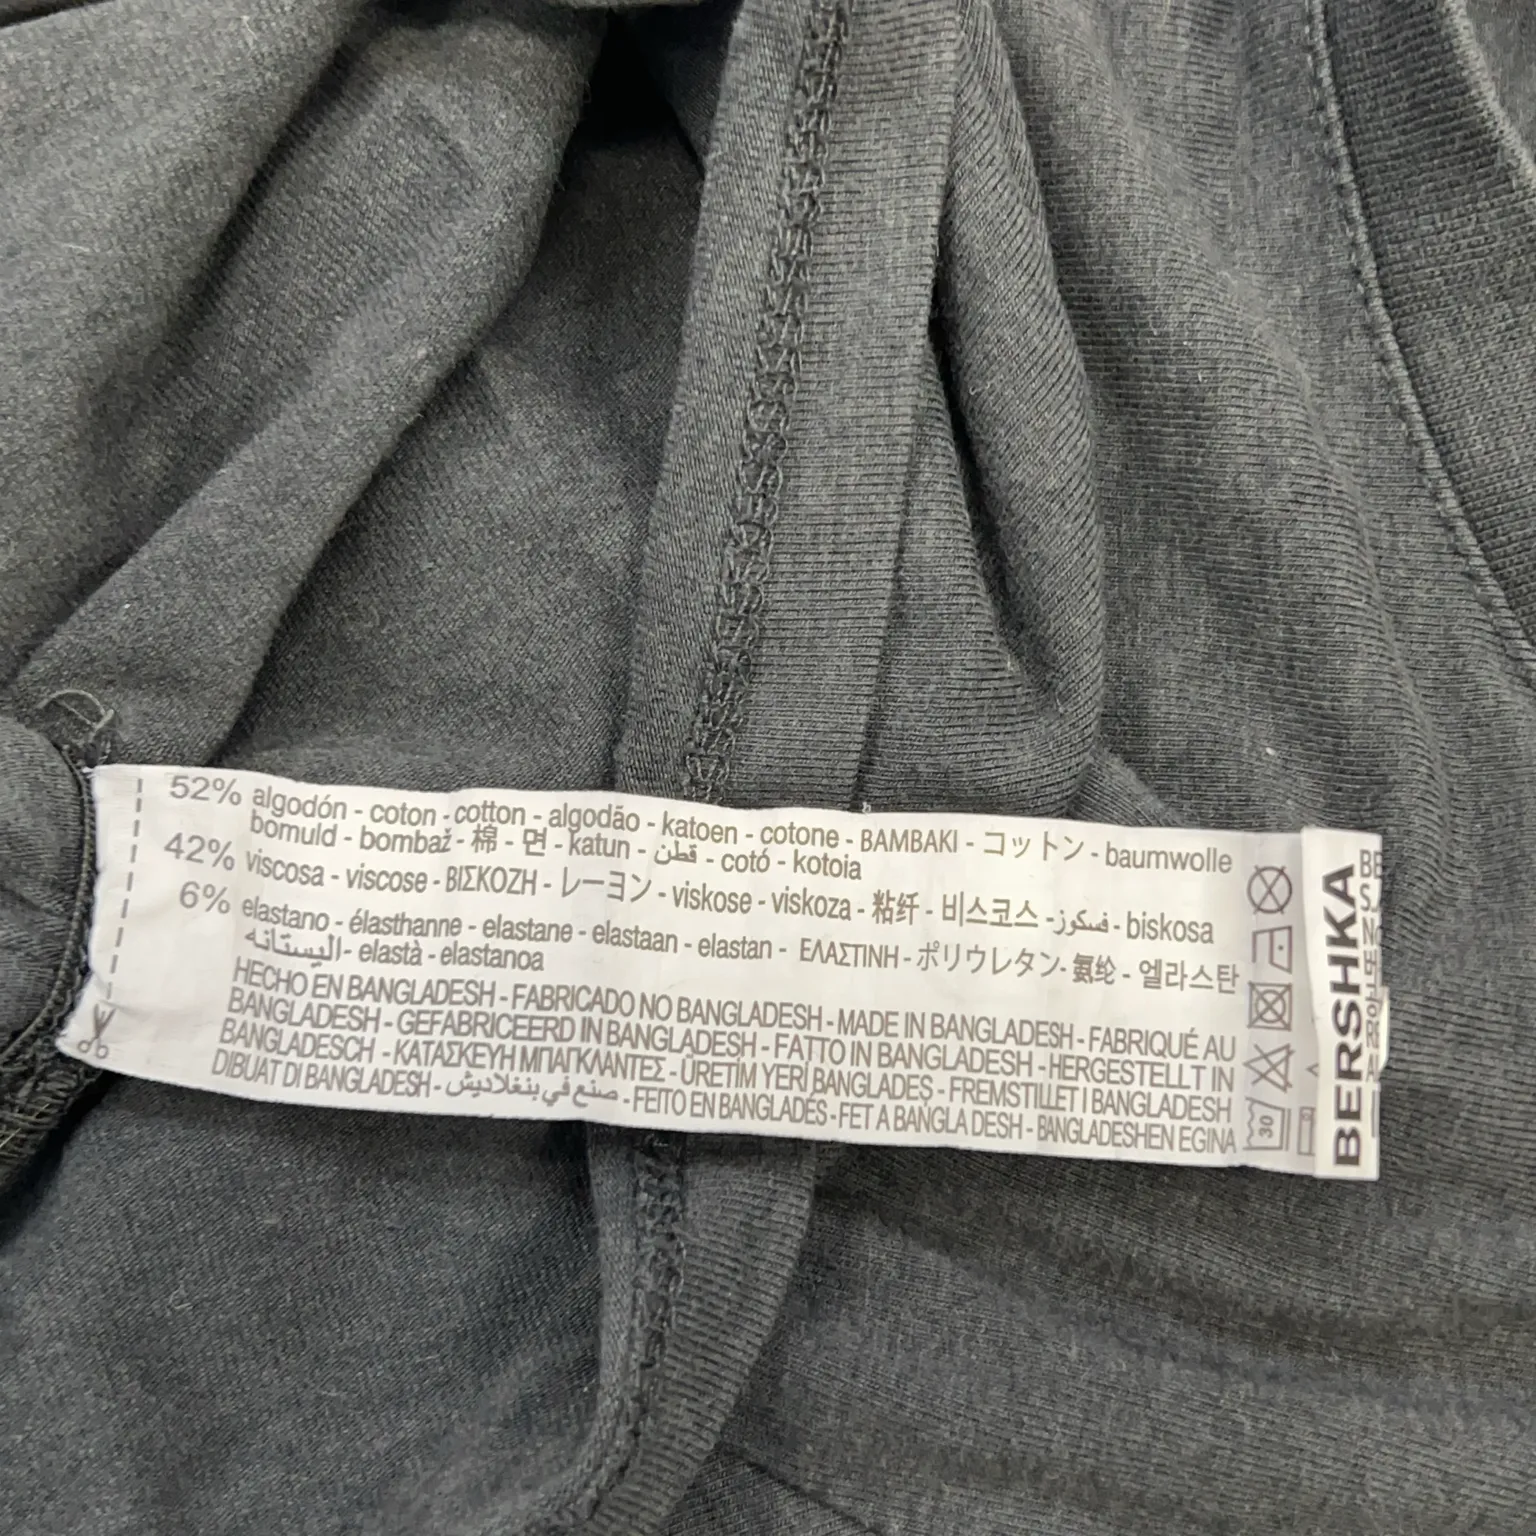 52% algodón - coton - cotton - algodão - katoen - cotone - BAMBAKI - コットン - baumwolle
bomuld - bombaž - 棉 - 면 - katun - قطن - cotó - kotoia
42% viscosa - viscose - ΒΙΣΚΟΖΗ - レーヨン - viskose - viskoza - 粘纤 - 비스코스 - فسكوز - biskosa
6% elastano - élasthanne - elastane - elastaan - elastan - ΕΛΑΣΤΙΝΗ - ポリウレタン - 氨纶 - 엘라스탄
اليستانه - elastà - elastanoa
HECHO EN BANGLADESH - FABRICADO NO BANGLADESH - MADE IN BANGLADESH - FABRIQUÉ AU
BANGLADESH - GEFABRICEERD IN BANGLADESH - FATTO IN BANGLADESH - HERGESTELLT IN
BANGLADESCH - ΚΑΤΑΣΚΕΥΗ ΜΠΑΓΚΛΑΝΤΕΣ - ÜRETİM YERİ BANGLADEŞ - FREMSTILLET I BANGLADESH
DIBUAT DI BANGLADESH - صنع في بنغلاديش - FEITO EN BANGLADÉS - FET A BANGLA DESH - BANGLADESHEN EGINA
30
BERSHKA